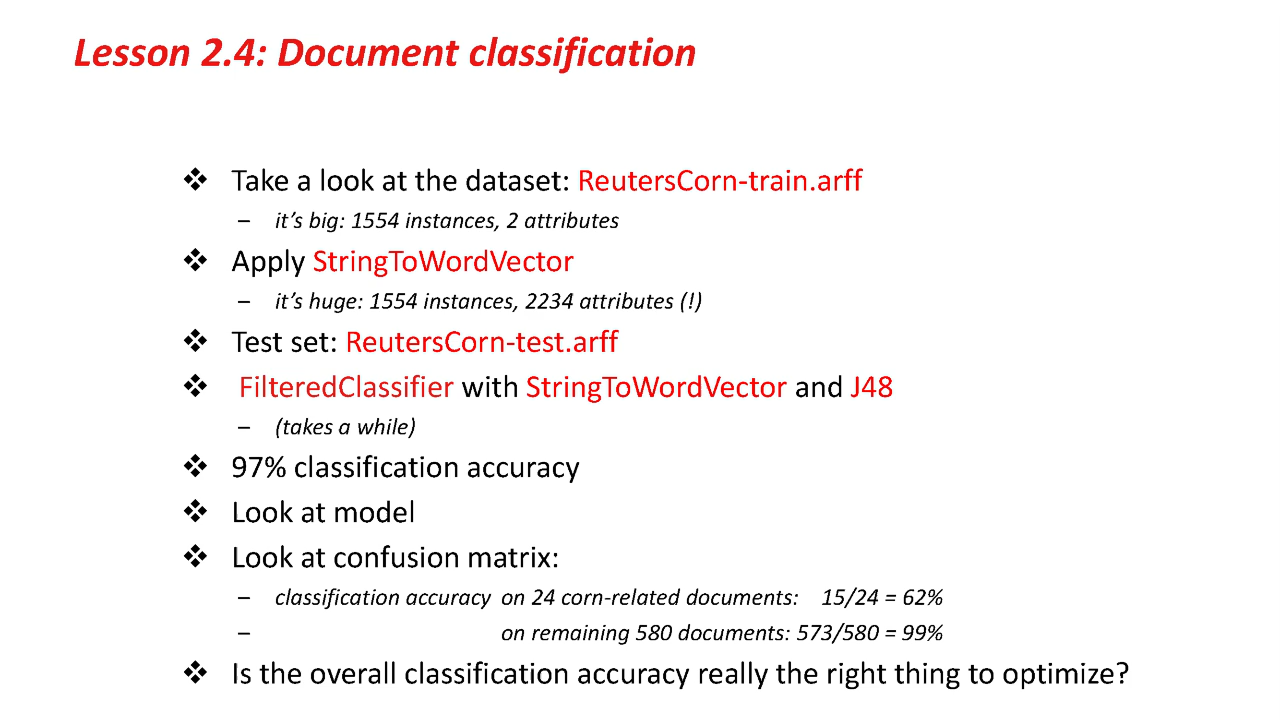 Lesson 2.4: Document classification
❖ Take a look at the dataset: ReutersCorn-train.arff
– it's big: 1554 instances, 2 attributes
❖ Apply StringToWordVector
– it's huge: 1554 instances, 2234 attributes (!)
❖ Test set: ReutersCorn-test.arff
❖ FilteredClassifier with StringToWordVector and J48
– (takes a while)
❖ 97% classification accuracy
❖ Look at model
❖ Look at confusion matrix:
– classification accuracy on 24 corn-related documents: 15/24 = 62%
– on remaining 580 documents: 573/580 = 99%
❖ Is the overall classification accuracy really the right thing to optimize?